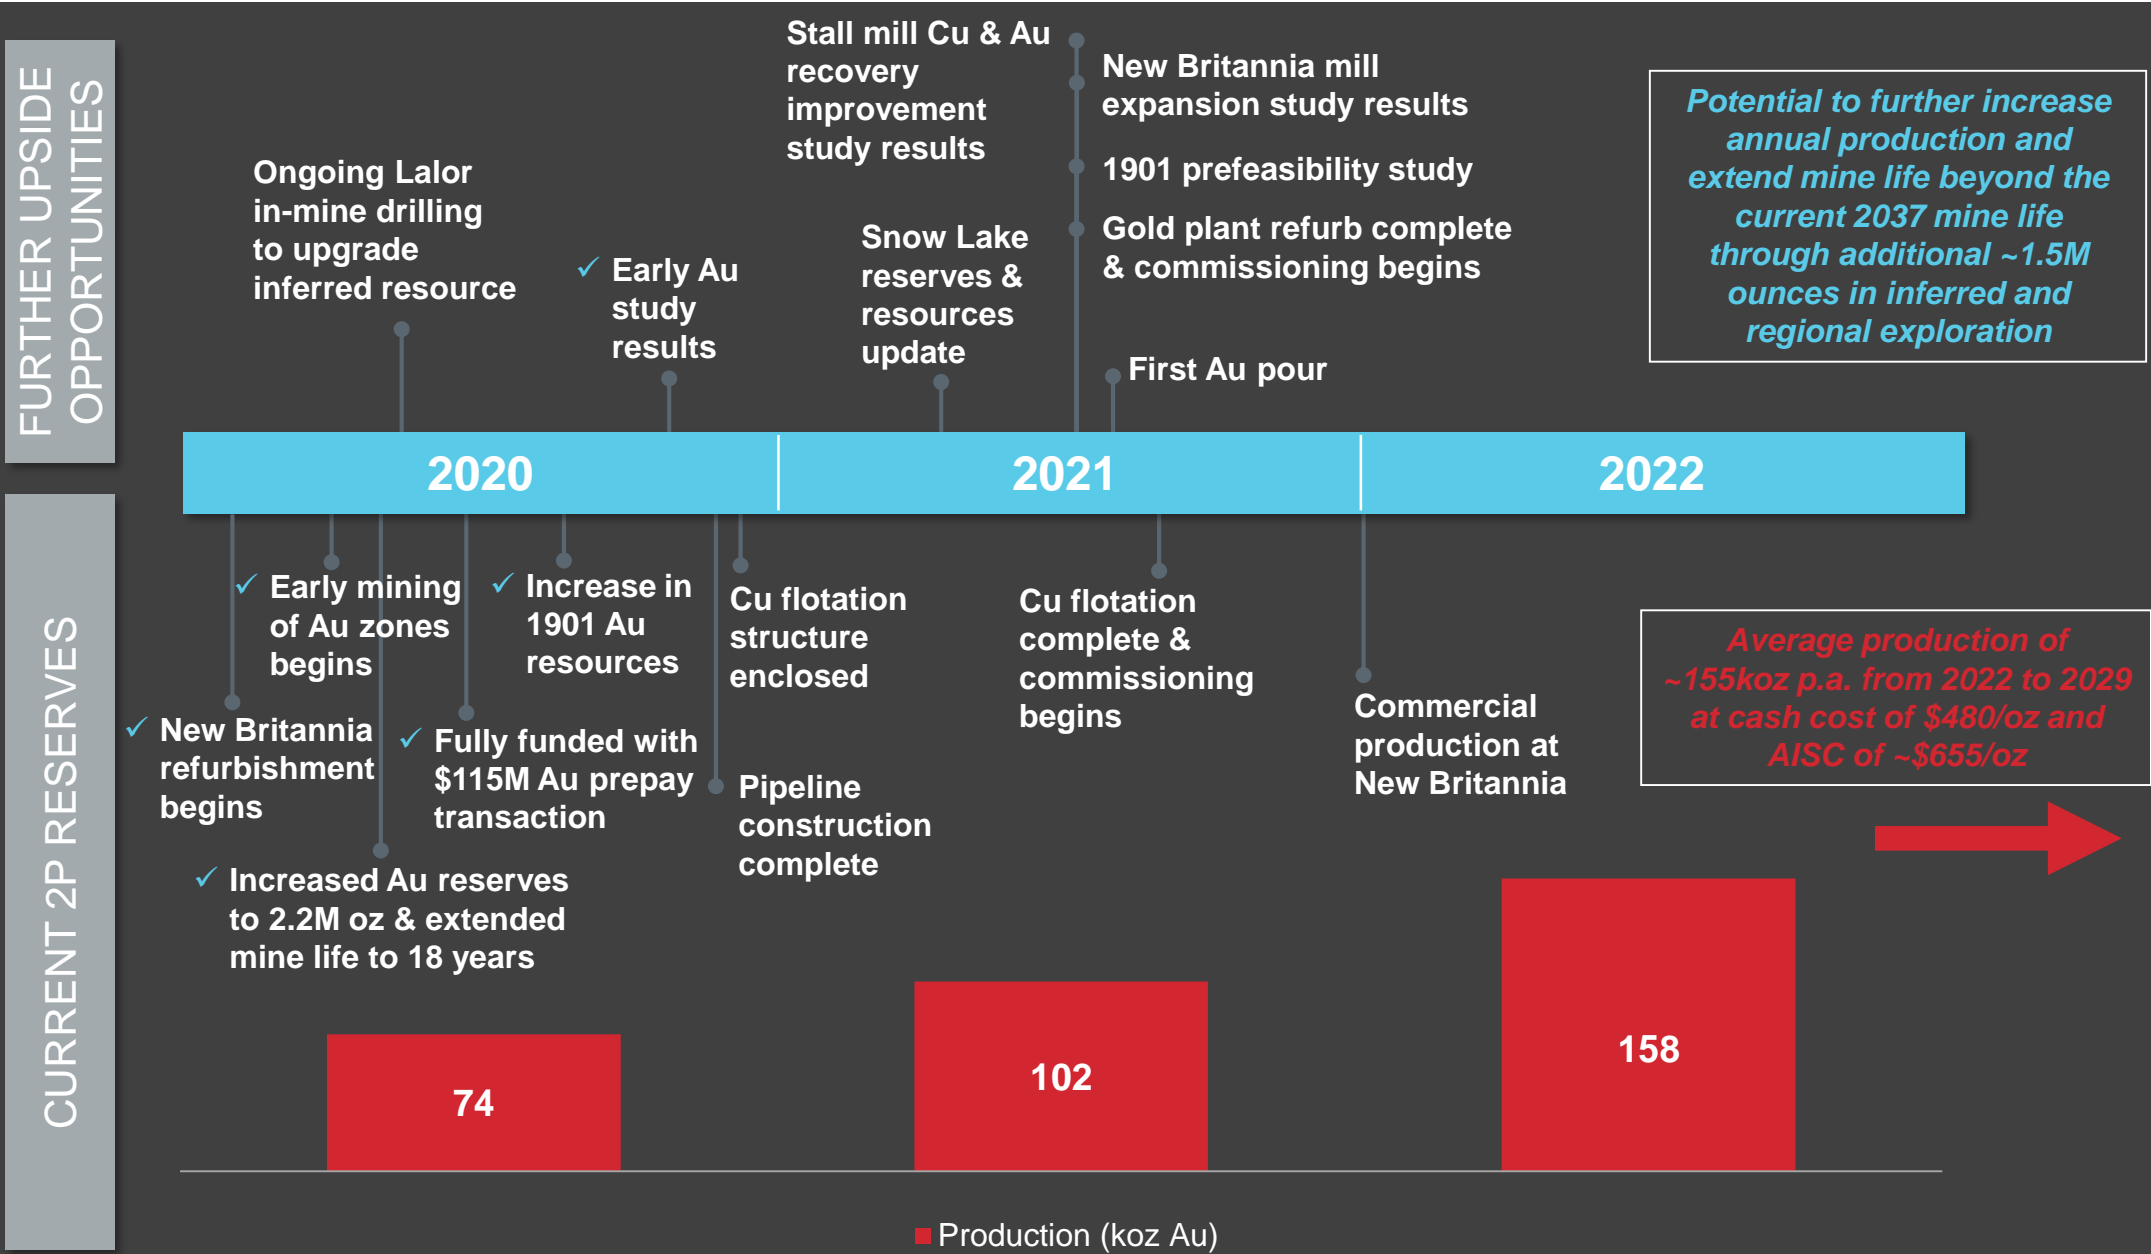 FURTHER UPSIDE
OPPORTUNITIES
Ongoing Lalor
in-mine drilling
to upgrade
inferred resource
✓ Early Au
study
results
Stall mill Cu & Au
recovery
improvement
study results
Snow Lake
reserves &
resources
update
New Britannia mill
expansion study results
1901 prefeasibility study
Gold plant refurb complete
& commissioning begins
First Au pour
Potential to further increase
annual production and
extend mine life beyond the
current 2037 mine life
through additional ~1.5M
ounces in inferred and
regional exploration
2020
2021
2022
CURRENT 2P RESERVES
✓ New Britannia
refurbishment
begins
✓ Early mining
of Au zones
begins
✓ Increased Au reserves
to 2.2M oz & extended
mine life to 18 years
✓ Fully funded with
$115M Au prepay
transaction
✓ Increase in
1901 Au
resources
Pipeline
construction
complete
Cu flotation
structure
enclosed
Cu flotation
complete &
commissioning
begins
Commercial
production at
New Britannia
Average production of
~155koz p.a. from 2022 to 2029
at cash cost of $480/oz and
AISC of ~$655/oz
74
102
158
Production (koz Au)